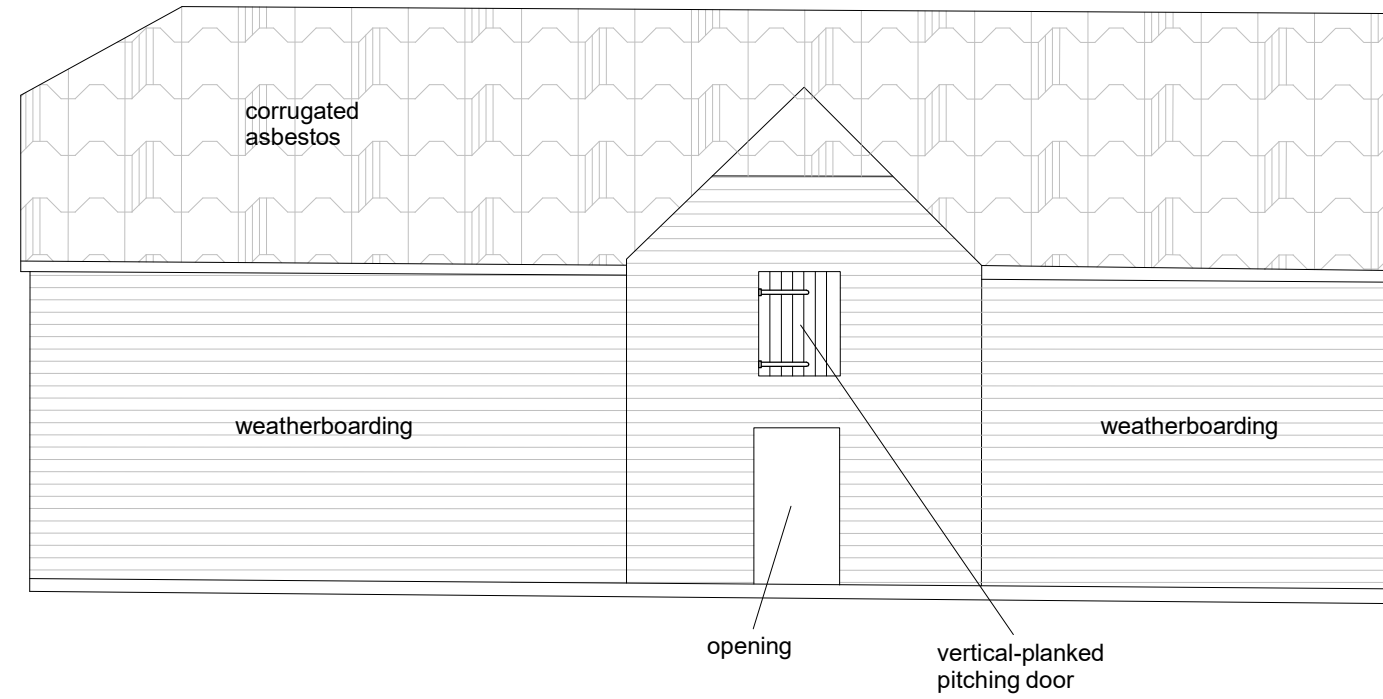 corrugated
asbestos
weatherboarding
weatherboarding
opening
vertical-planked
pitching door